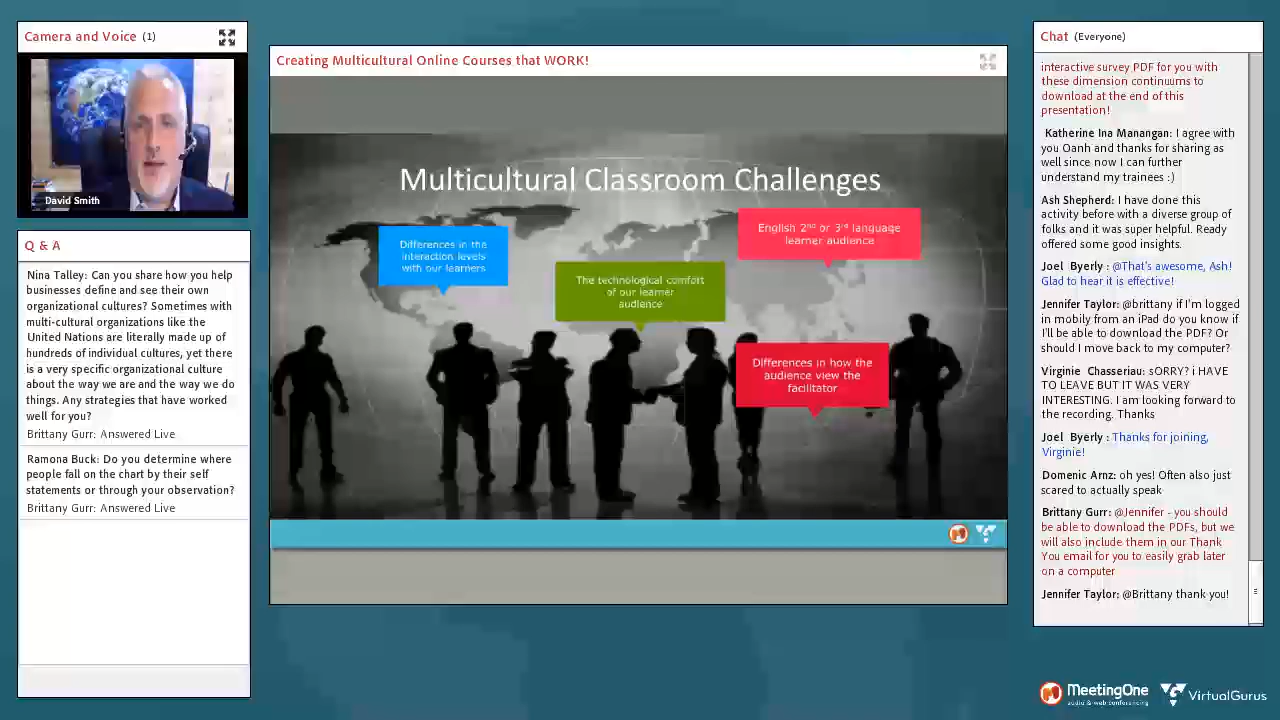 Camera and Voice (1)
David Smith
Q & A
Nina Talley: Can you share how you help
businesses define and see their own
organizational cultures? Sometimes with
multi-cultural organizations like the
United Nations are literally made up of
hundreds of individual cultures, yet there
is a very specific organizational culture
about the way we are and the way we do
things. Any strategies that have worked
well for you?
Brittany Gurr: Answered Live
Ramona Buck: Do you determine where
people fall on the chart by their self
statements or through your observation?
Brittany Gurr: Answered Live
Creating Multicultural Online Courses that WORK!
Multicultural Classroom Challenges
Differences in the
interaction levels
with our learners
The technological comfort
of our learner
audience
English 2nd or 3rd language
learner audience
Differences in how the
audience view the
facilitator
Chat (Everyone)
interactive survey PDF for you with
these dimension continuums to
download at the end of this
presentation!
Katherine Ina Manangan: I agree with
you Oanh and thanks for sharing as
well since now I can further
understand my trainees :)
Ash Shepherd: I have done this
activity before with a diverse group of
folks and it was super helpful. Ready
offered some good insights.
Joel Byerly : @That's awesome, Ash!
Glad to hear it is effective!
Jennifer Taylor: @brittany if I'm logged
in mobily from an iPad do you know if
I'll be able to download the PDF? Or
should I move back to my computer?
Virginie Chasseriau: sORRY? i HAVE
TO LEAVE BUT IT WAS VERY
INTERESTING. I am looking forward to
the recording. Thanks
Joel Byerly : Thanks for joining,
Virginie!
Domenic Arnz: oh yes! Often also just
scared to actually speak
Brittany Gurr: @Jennifer - you should
be able to download the PDFs, but we
will also include them in our Thank
You email for you to easily grab later
on a computer
Jennifer Taylor: @Brittany thank you!
MeetingOne
audio & web conferencing
VirtualGurus